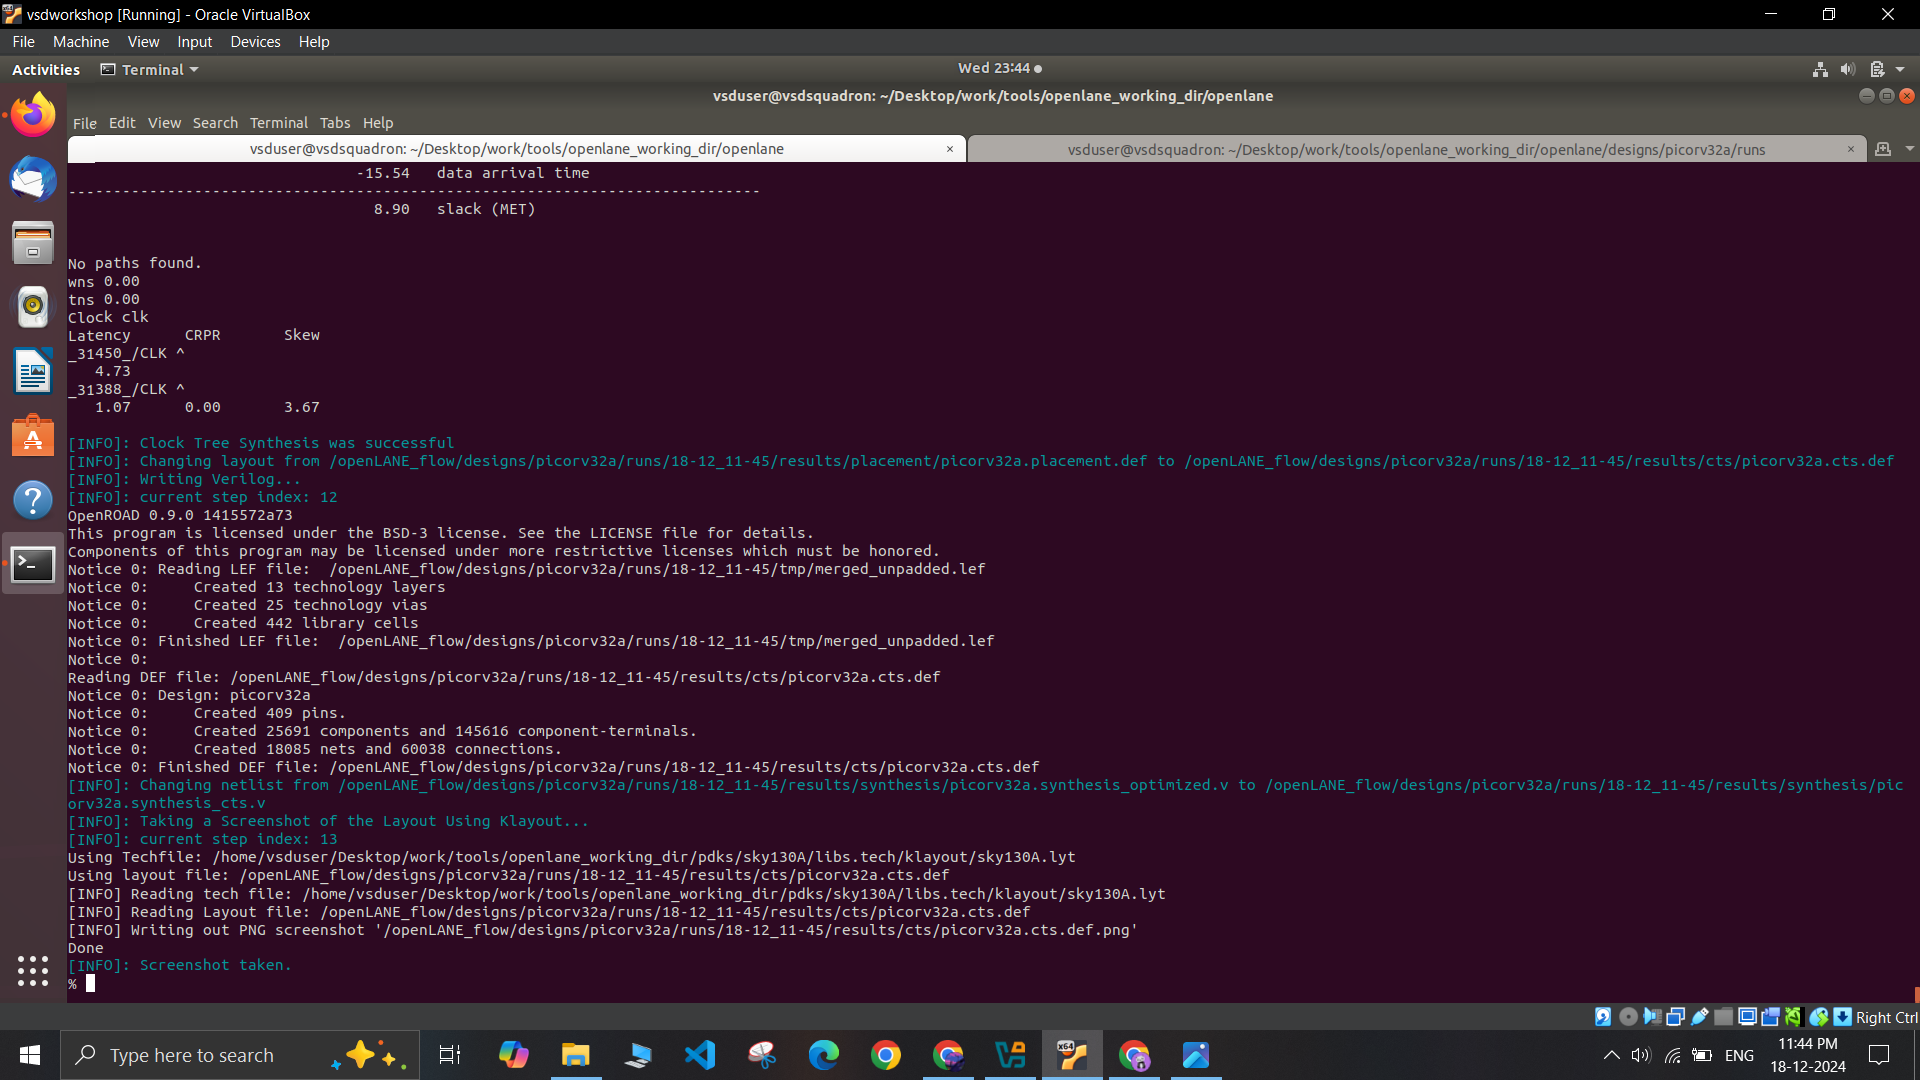 vsdworkshop [Running] - Oracle VirtualBox
File Machine View Input Devices Help
Activities Terminal Wed 23:44
vsduser@vsdsquadron: ~/Desktop/work/tools/openlane_working_dir/openlane
File Edit View Search Terminal Tabs Help
vsduser@vsdsquadron: ~/Desktop/work/tools/openlane_working_dir/openlane × vsduser@vsdsquadron: ~/Desktop/work/tools/openlane_working_dir/openlane/designs/picorv32a/runs ×
-15.54 data arrival time
-----------------------------------------------------------------------------
8.90 slack (MET)
No paths found.
wns 0.00
tns 0.00
Clock clk
Latency CRPR Skew
_31450_/CLK ^
4.73
_31388_/CLK ^
1.07 0.00 3.67
[INFO]: Clock Tree Synthesis was successful
[INFO]: Changing layout from /openLANE_flow/designs/picorv32a/runs/18-12_11-45/results/placement/picorv32a.placement.def to /openLANE_flow/designs/picorv32a/runs/18-12_11-45/results/cts/picorv32a.cts.def
[INFO]: Writing Verilog...
[INFO]: current step index: 12
OpenROAD 0.9.0 1415572a73
This program is licensed under the BSD-3 license. See the LICENSE file for details.
Components of this program may be licensed under more restrictive licenses which must be honored.
Notice 0: Reading LEF file: /openLANE_flow/designs/picorv32a/runs/18-12_11-45/tmp/merged_unpadded.lef
Notice 0: Created 13 technology layers
Notice 0: Created 25 technology vias
Notice 0: Created 442 library cells
Notice 0: Finished LEF file: /openLANE_flow/designs/picorv32a/runs/18-12_11-45/tmp/merged_unpadded.lef
Notice 0:
Reading DEF file: /openLANE_flow/designs/picorv32a/runs/18-12_11-45/results/cts/picorv32a.cts.def
Notice 0: Design: picorv32a
Notice 0: Created 409 pins.
Notice 0: Created 25691 components and 145616 component-terminals.
Notice 0: Created 18085 nets and 60038 connections.
Notice 0: Finished DEF file: /openLANE_flow/designs/picorv32a/runs/18-12_11-45/results/cts/picorv32a.cts.def
[INFO]: Changing netlist from /openLANE_flow/designs/picorv32a/runs/18-12_11-45/results/synthesis/picorv32a.synthesis_optimized.v to /openLANE_flow/designs/picorv32a/runs/18-12_11-45/results/synthesis/pic
orv32a.synthesis_cts.v
[INFO]: Taking a Screenshot of the Layout Using Klayout...
[INFO]: current step index: 13
Using Techfile: /home/vsduser/Desktop/work/tools/openlane_working_dir/pdks/sky130A/libs.tech/klayout/sky130A.lyt
Using layout file: /openLANE_flow/designs/picorv32a/runs/18-12_11-45/results/cts/picorv32a.cts.def
[INFO] Reading tech file: /home/vsduser/Desktop/work/tools/openlane_working_dir/pdks/sky130A/libs.tech/klayout/sky130A.lyt
[INFO] Reading Layout file: /openLANE_flow/designs/picorv32a/runs/18-12_11-45/results/cts/picorv32a.cts.def
[INFO] Writing out PNG screenshot '/openLANE_flow/designs/picorv32a/runs/18-12_11-45/results/cts/picorv32a.cts.def.png'
Done
[INFO]: Screenshot taken.
%
Right Ctrl
Type here to search x64 ENG 11:44 PM
18-12-2024